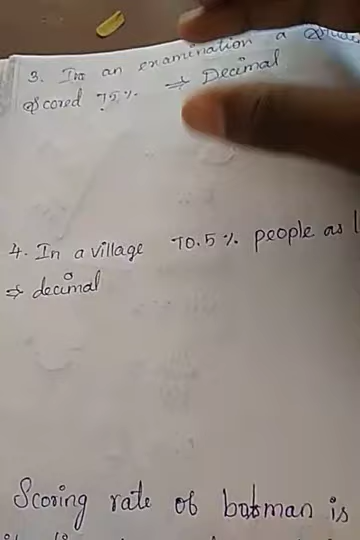 3. In an examination a
scored 75% ⇒ Decimal
4. In a village 70.5% people as
⇒ decimal
Scoring rate of batman is